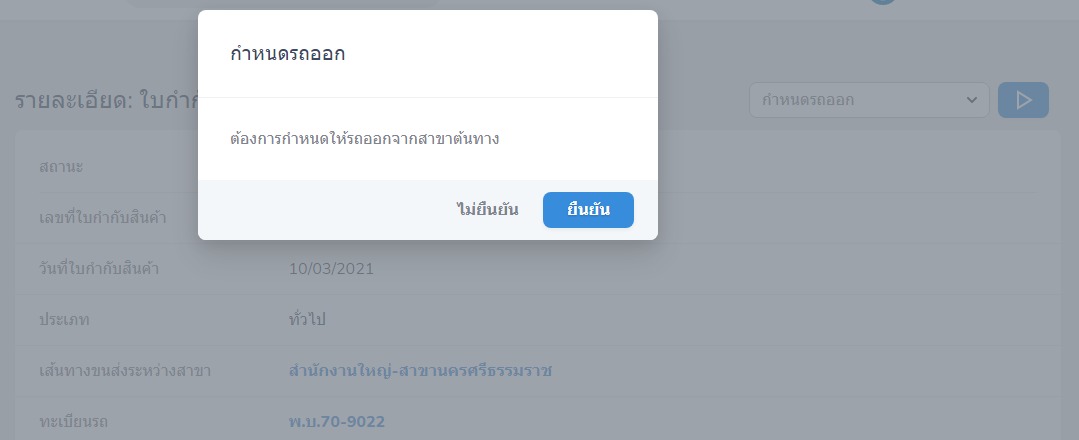 กำหนดรถออก
รายละเอียด: ใบกำกั
กำหนดรถออก
ต้องการกำหนดให้รถออกจากสาขาต้นทาง
สถานะ
ไม่ยืนยัน ยืนยัน
เลขที่ใบกำกับสินค้า
วันที่ใบกำกับสินค้า 10/03/2021
ประเภท ทั่วไป
เส้นทางขนส่งระหว่างสาขา สำนักงานใหญ่-สาขานครศรีธรรมราช
ทะเบียนรถ พ.บ.70-9022